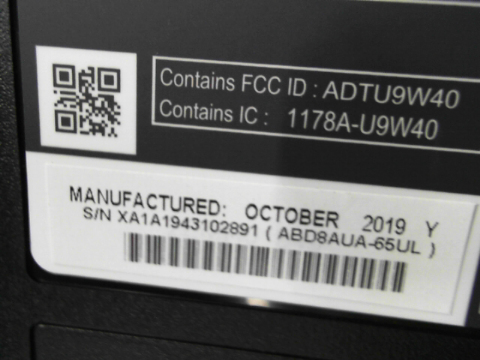 Contains FCC ID : ADTU9W40
Contains IC : 1178A-U9W40
MANUFACTURED: OCTOBER 2019 Y
S/N XA1A1943102891 ( ABD8AUA-65UL )